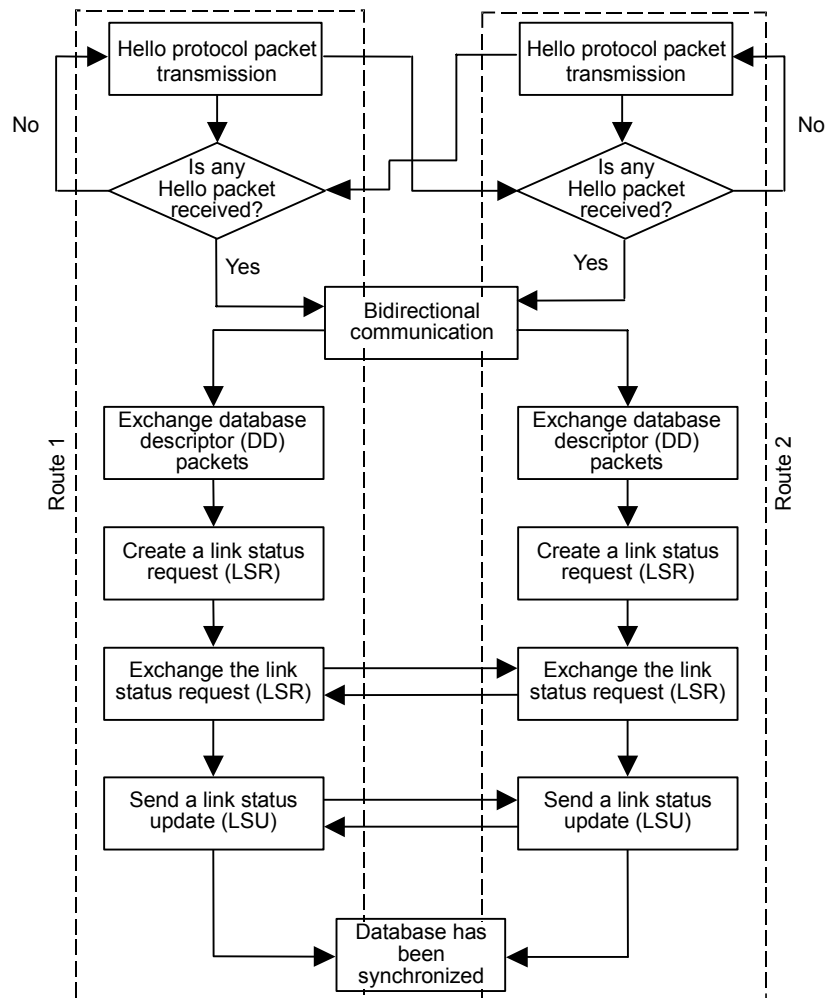 Hello protocol packet
transmission
Hello protocol packet
transmission
No
No
Is any
Hello packet
received?
Is any
Hello packet
received?
Yes
Yes
Bidirectional
communication
Route 1
Route 2
Exchange database
descriptor (DD)
packets
Exchange database
descriptor (DD)
packets
Create a link status
request (LSR)
Create a link status
request (LSR)
Exchange the link
status request (LSR)
Exchange the link
status request (LSR)
Send a link status
update (LSU)
Send a link status
update (LSU)
Database has
been
synchronized